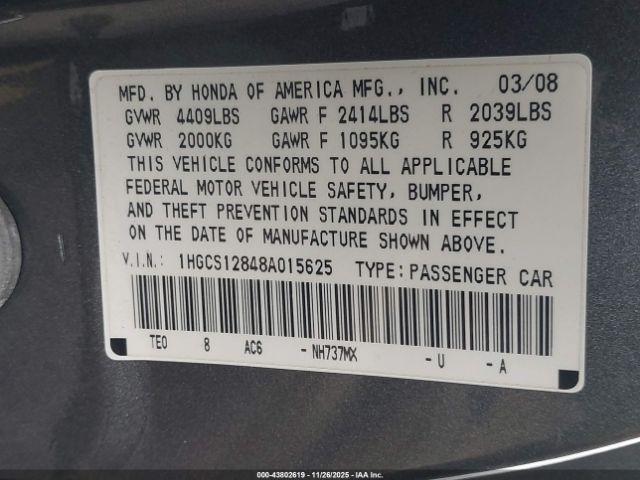 MFD. BY HONDA OF AMERICA MFG., INC. 03/08
GVWR 4409LBS GAWR F 2414LBS R 2039LBS
GVWR 2000KG GAWR F 1095KG R 925KG
THIS VEHICLE CONFORMS TO ALL APPLICABLE
FEDERAL MOTOR VEHICLE SAFETY, BUMPER,
AND THEFT PREVENTION STANDARDS IN EFFECT
ON THE DATE OF MANUFACTURE SHOWN ABOVE.
V.I.N.: 1HGCS12848A015625 TYPE: PASSENGER CAR
TE0 8 AC6 - NH737MX - U - A
000-43802619 - 11/26/2025 - IAA Inc.